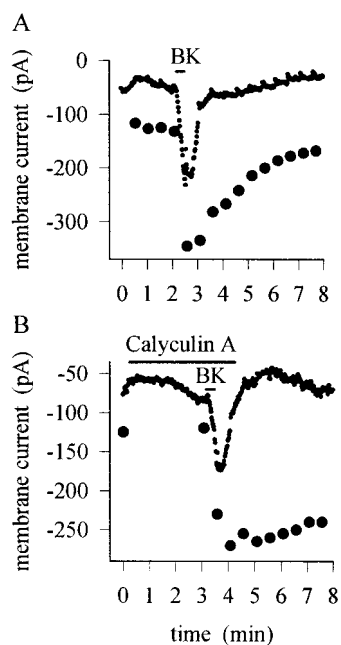 A
BK
membrane current (pA)
0
-100
-200
-300
0 1 2 3 4 5 6 7 8
B
Calyculin A
BK
membrane current (pA)
-50
-100
-150
-200
-250
0 1 2 3 4 5 6 7 8
time (min)